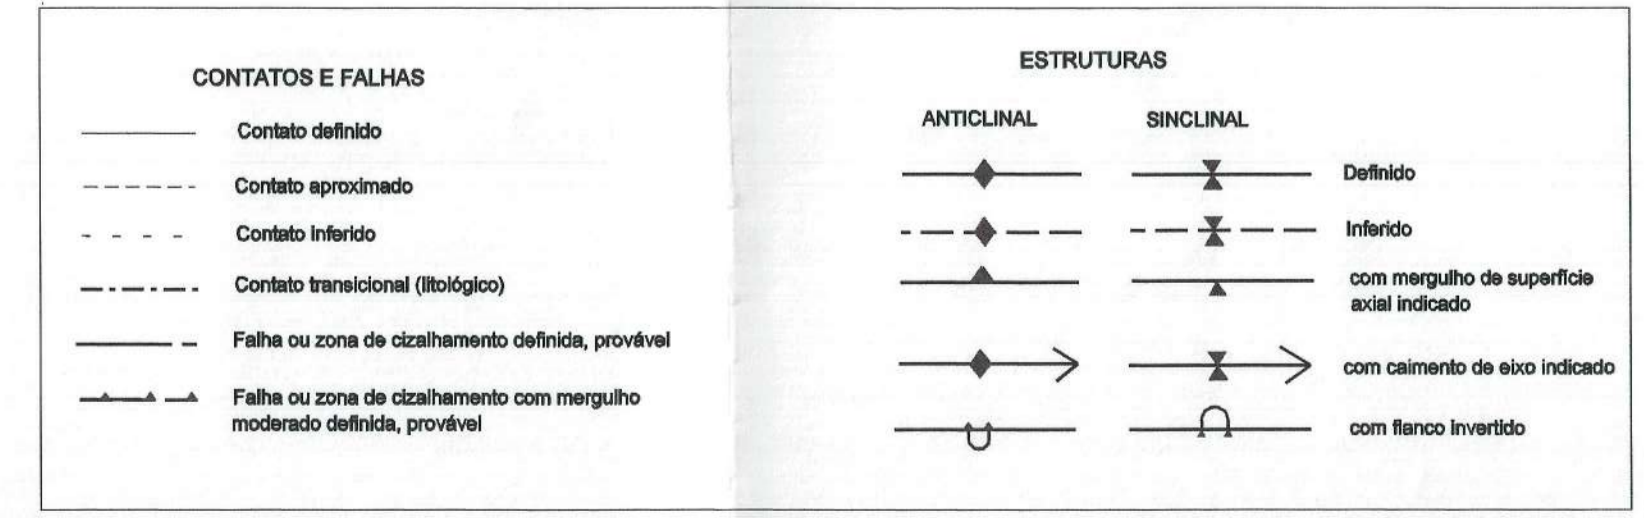 CONTATOS E FALHAS
Contato definido
Contato aproximado
Contato inferido
Contato transicional (litológico)
Falha ou zona de cizalhamento definida, provável
Falha ou zona de cizalhamento com mergulho
moderado definida, provável
ESTRUTURAS
ANTICLINAL
SINCLINAL
Definido
Inferido
com mergulho de superfície
axial indicado
com caimento de eixo indicado
com flanco invertido